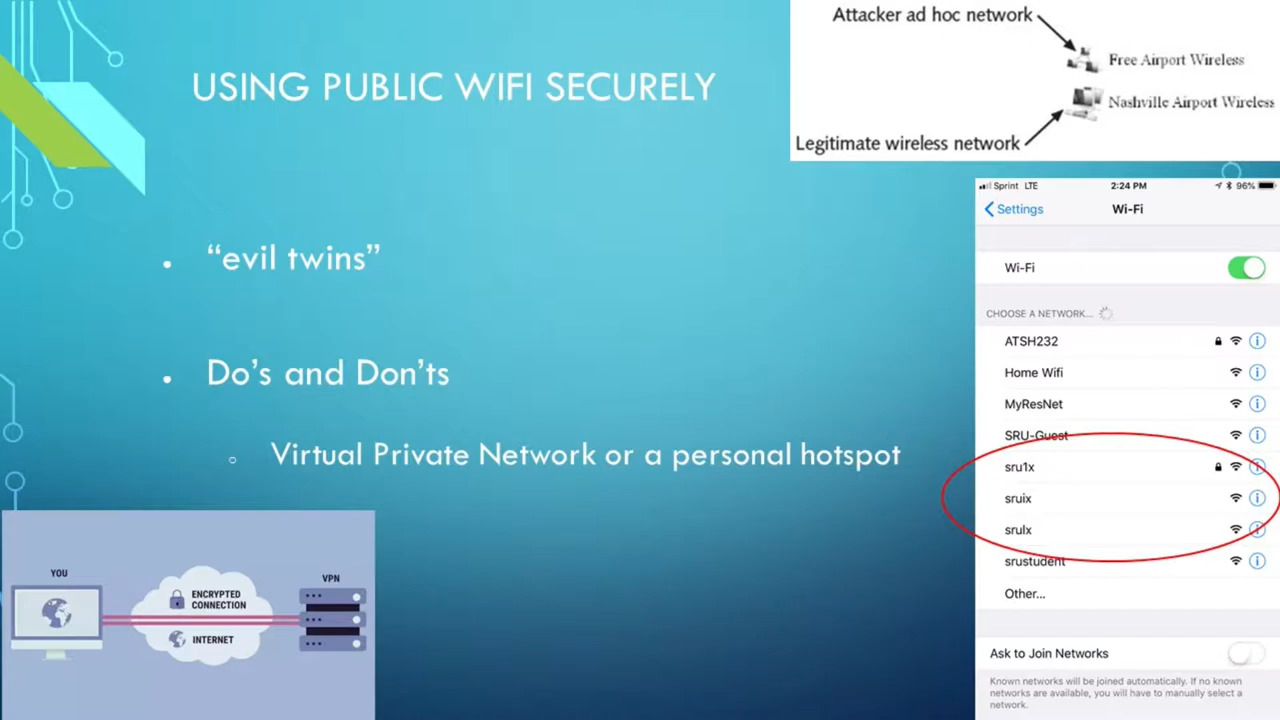 USING PUBLIC WIFI SECURELY
Attacker ad hoc network
Free Airport Wireless
Nashville Airport Wireless
Legitimate wireless network
“evil twins”
Do’s and Don’ts
Virtual Private Network or a personal hotspot
YOU
ENCRYPTED
CONNECTION
INTERNET
VPN
Sprint LTE 2:24 PM 96%
Settings Wi-Fi
Wi-Fi
CHOOSE A NETWORK...
ATSH232
Home Wifi
MyResNet
SRU-Guest
sru1x
sruix
srulx
srustudent
Other...
Ask to Join Networks
Known networks will be joined automatically. If no known
networks are available, you will have to manually select a
network.